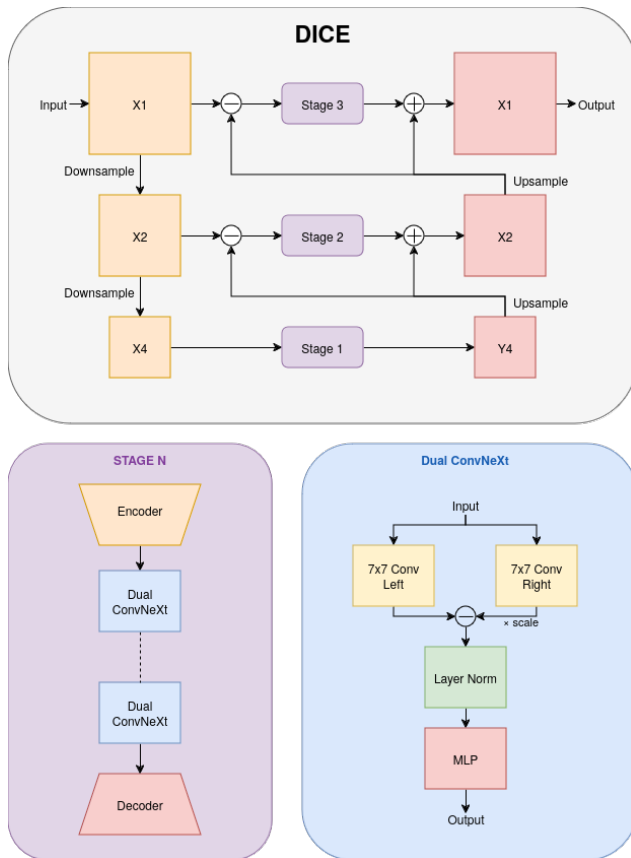 DICE
Input
X1
Stage 3
X1
Output
Downsample
Upsample
X2
Stage 2
X2
Downsample
Upsample
X4
Stage 1
Y4
STAGE N
Encoder
Dual
ConvNeXt
Dual
ConvNeXt
Decoder
Dual ConvNeXt
Input
7x7 Conv
Left
7x7 Conv
Right
× scale
Layer Norm
MLP
Output